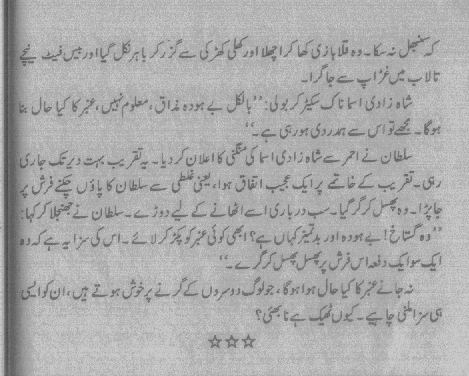 کہ سنبھل نہ سکا۔ وہ قلابازی کھا کر اچھلا اور کھلی کھڑکی سے گزر کر باہر نکل گیا اور بیس فیٹ نیچے
تالاب میں غڑاپ سے جا گرا۔
شاہ زادی اسما ناک سکیڑ کر بولی: ’’بالکل بے ہودہ مذاق، معلوم نہیں، عنبر کا کیا حال بنا
ہوگا۔ مجھے تو اس سے ہمدردی ہو رہی ہے۔‘‘
سلطان نے احمر سے شاہ زادی اسما کی منگنی کا اعلان کر دیا۔ یہ تقریب بہت دیر تک جاری
رہی۔ تقریب کے خاتمے پر ایک عجیب اتفاق ہوا، یعنی غلطی سے سلطان کا پاؤں چکنے فرش پر
جا پڑا۔ وہ پھسل کر گر گیا۔ سب درباری اسے اٹھانے کے لیے دوڑے۔ سلطان نے جھنجلا کر کہا:
’’وہ گستاخ! بے ہودہ اور بدتمیز کہاں ہے؟ ابھی کوئی عنبر کو پکڑ کر لائے۔ اس کی سزا یہ ہے کہ وہ
ایک سو ایک دفعہ اس فرش پر پھسل پھسل کر گرے۔‘‘
نہ جانے عنبر کا کیا حال ہوا ہوگا، جو لوگ دوسروں کے گرنے پر خوش ہوتے ہیں، ان کو ایسی
ہی سزا ملنی چاہیے۔ کیوں ٹھیک ہے نا بھئی؟
☆☆☆